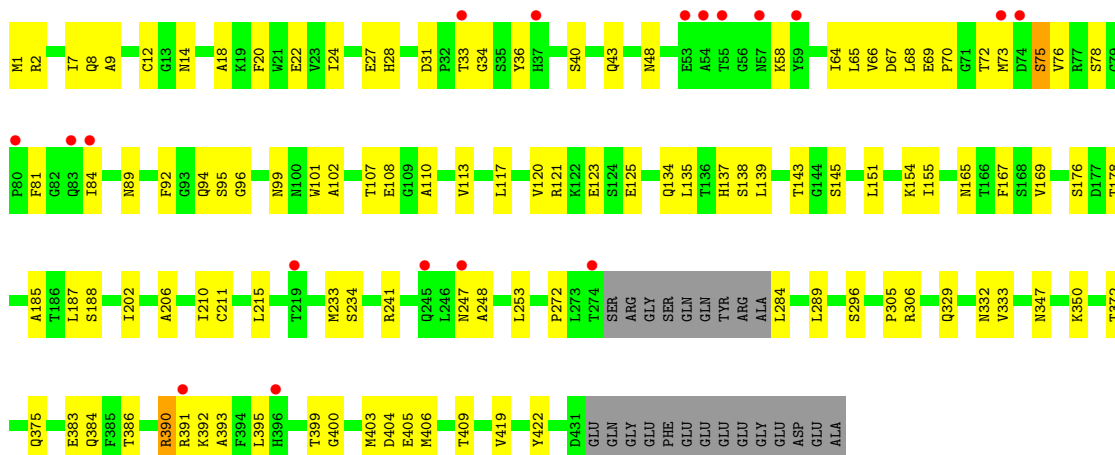 M1 R2 I7 Q8 A9 C12 G13 N14 A18 K19 F20 W21 E22 V23 I24 E27 H28 D31 P32 T33 G34 S35 Y36 H37 S40 Q43 N48 E53 A54 T55 G56 N57 K58 Y59 I64 L65 V66 D67 L68 E69 P70 G71 T72 M73 D74 S75 V76 R77 S78 G79
P80 F81 G82 Q83 I84 N89 F92 G93 Q94 S95 G96 N99 N100 W101 A102 T107 E108 G109 A110 V113 L117 V120 R121 K122 E123 S124 E125 Q134 L135 T136 H137 S138 L139 T143 G144 S145 L151 K154 I155 N165 T166 F167 S168 V169 S176 D177 T178
A185 T186 L187 S188 I202 A206 I210 C211 L215 T219 M233 S234 R241 Q245 L246 N247 A248 L253 P272 L273 T274 SER ARG GLY SER GLN GLN TYR ARG ALA L284 L289 S296 P305 R306 Q329 N332 V333 N347 K350 T372
Q375 E383 Q384 F385 T386 R390 R391 K392 A393 F394 L395 H396 T399 G400 M403 D404 E405 M406 T409 V419 Y422 D431 GLU GLN GLY GLU PHE GLU GLU GLU GLU GLY GLU ASP GLU ALA